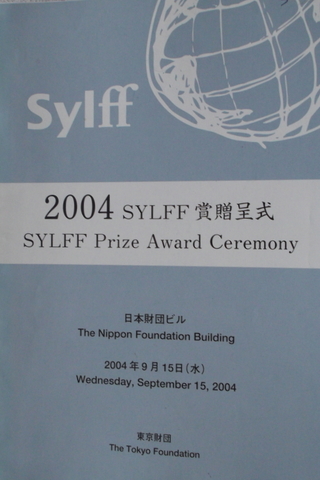 Sylff
2004 SYLFF 賞贈呈式
SYLFF Prize Award Ceremony
日本財団ビル
The Nippon Foundation Building
2004年9月15日(水)
Wednesday, September 15, 2004
東京財団
The Tokyo Foundation